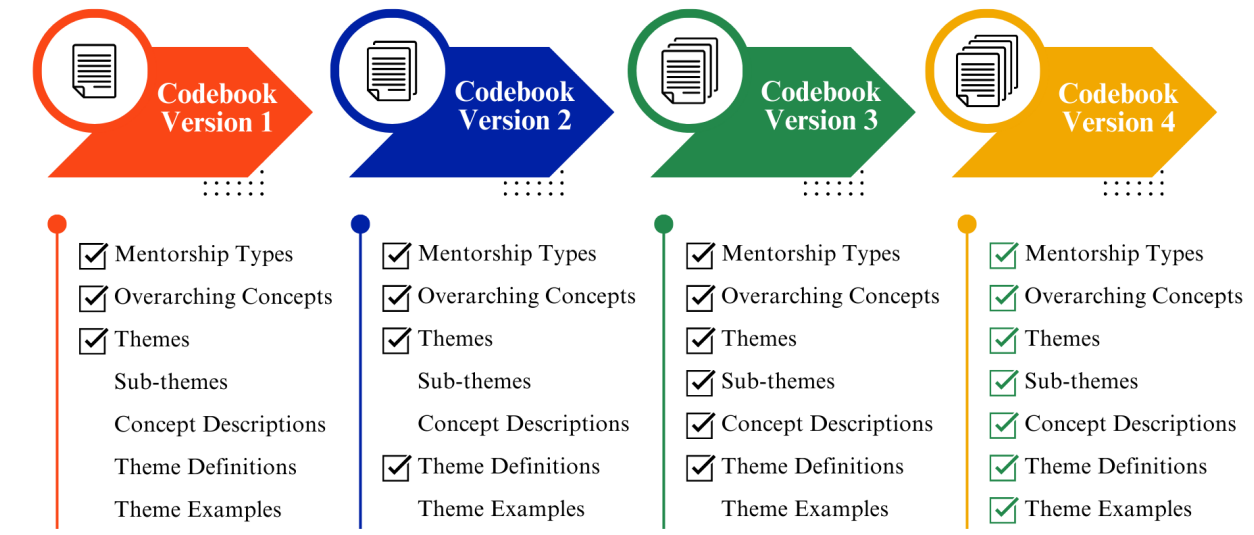 Codebook
Version 1
Mentorship Types
Overarching Concepts
Themes
Sub-themes
Concept Descriptions
Theme Definitions
Theme Examples
Codebook
Version 2
Mentorship Types
Overarching Concepts
Themes
Sub-themes
Concept Descriptions
Theme Definitions
Theme Examples
Codebook
Version 3
Mentorship Types
Overarching Concepts
Themes
Sub-themes
Concept Descriptions
Theme Definitions
Theme Examples
Codebook
Version 4
Mentorship Types
Overarching Concepts
Themes
Sub-themes
Concept Descriptions
Theme Definitions
Theme Examples